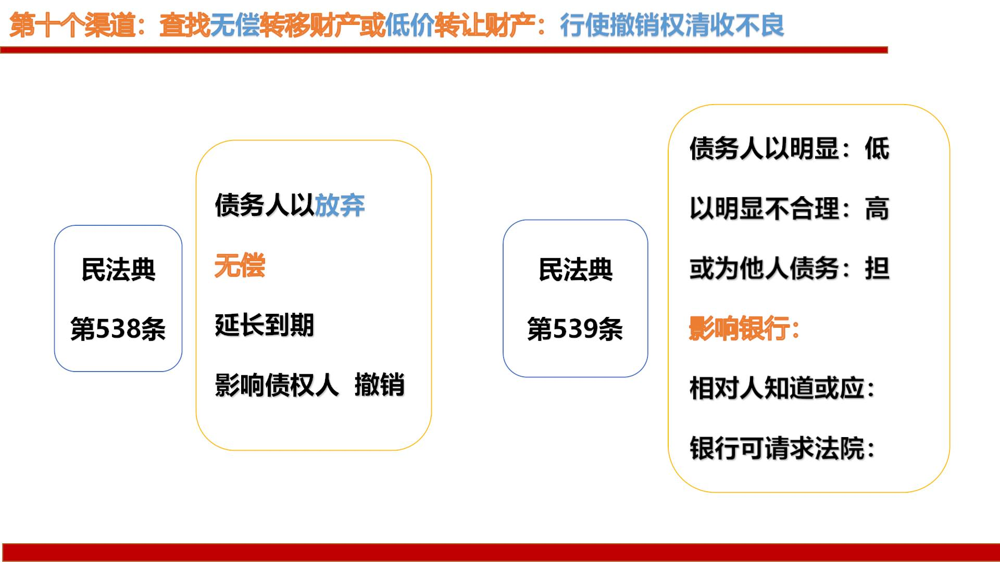 第十个渠道：查找无偿转移财产或低价转让财产：行使撤销权清收不良
民法典
第538条
债务人以放弃
无偿
延长到期
影响债权人 撤销
民法典
第539条
债务人以明显：低
以明显不合理：高
或为他人债务：担
影响银行：
相对人知道或应：
银行可请求法院：